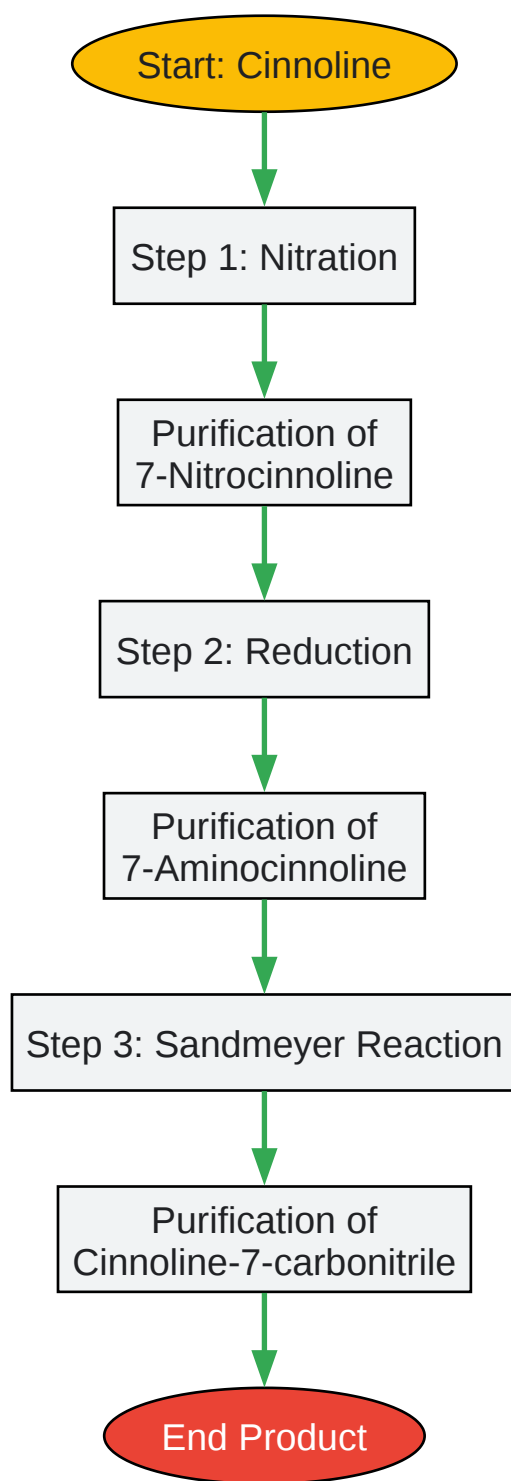 Start: Cinnoline
Step 1: Nitration
Purification of
7-Nitrocinnoline
Step 2: Reduction
Purification of
7-Aminocinnoline
Step 3: Sandmeyer Reaction
Purification of
Cinnoline-7-carbonitrile
End Product